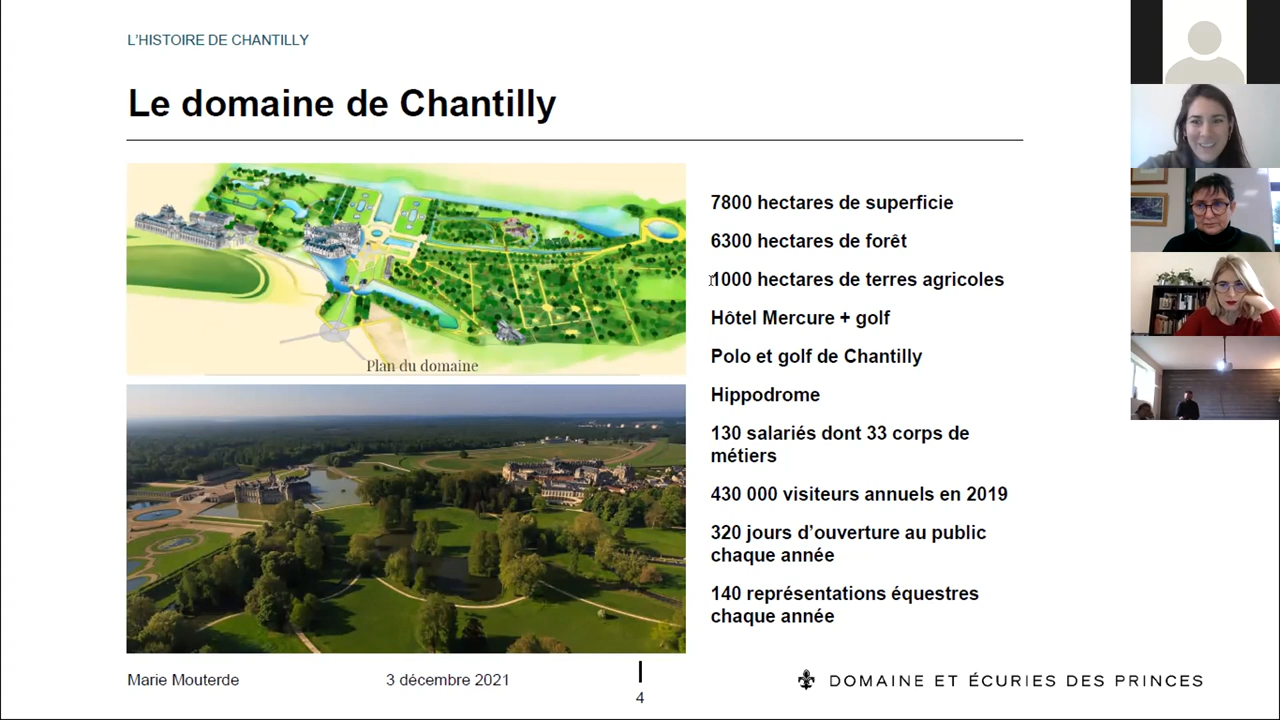 L'HISTOIRE DE CHANTILLY
Le domaine de Chantilly
Plan du domaine
7800 hectares de superficie
6300 hectares de forêt
1000 hectares de terres agricoles
Hôtel Mercure + golf
Polo et golf de Chantilly
Hippodrome
130 salariés dont 33 corps de
métiers
430 000 visiteurs annuels en 2019
320 jours d'ouverture au public
chaque année
140 représentations équestres
chaque année
Marie Mouterde
3 décembre 2021
4
DOMAINE ET ÉCURIES DES PRINCES